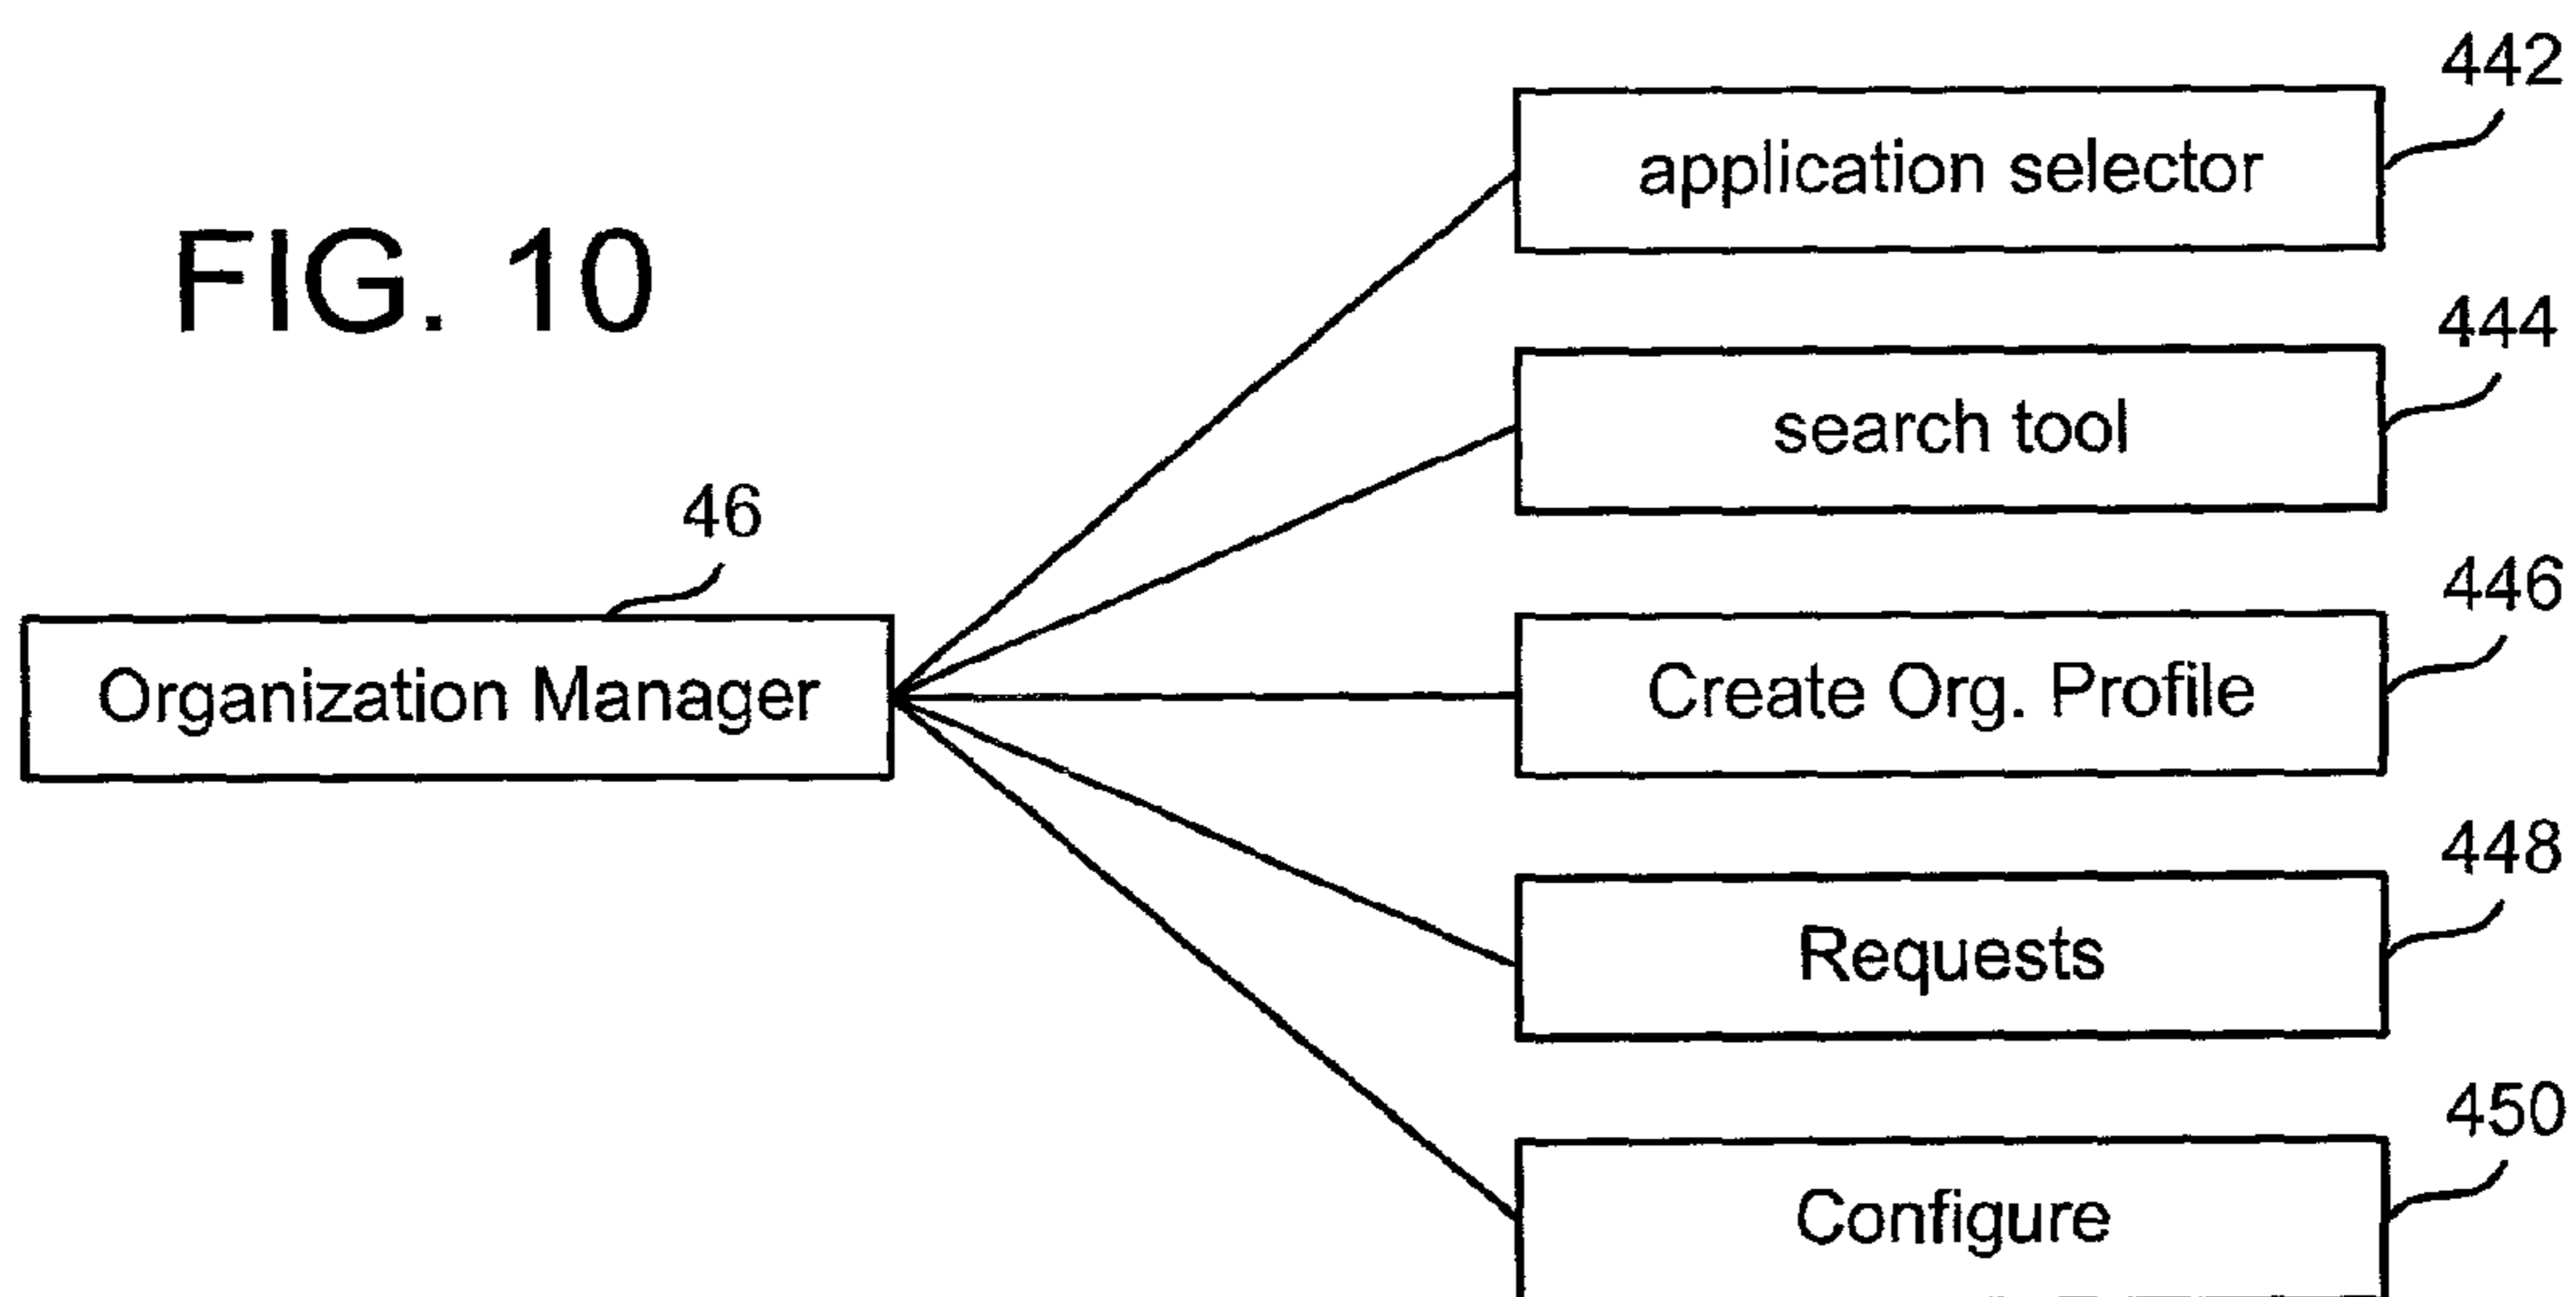 FIG. 10
442
application selector
444
search tool
46
Organization Manager
446
Create Org. Profile
448
Requests
450
Configure